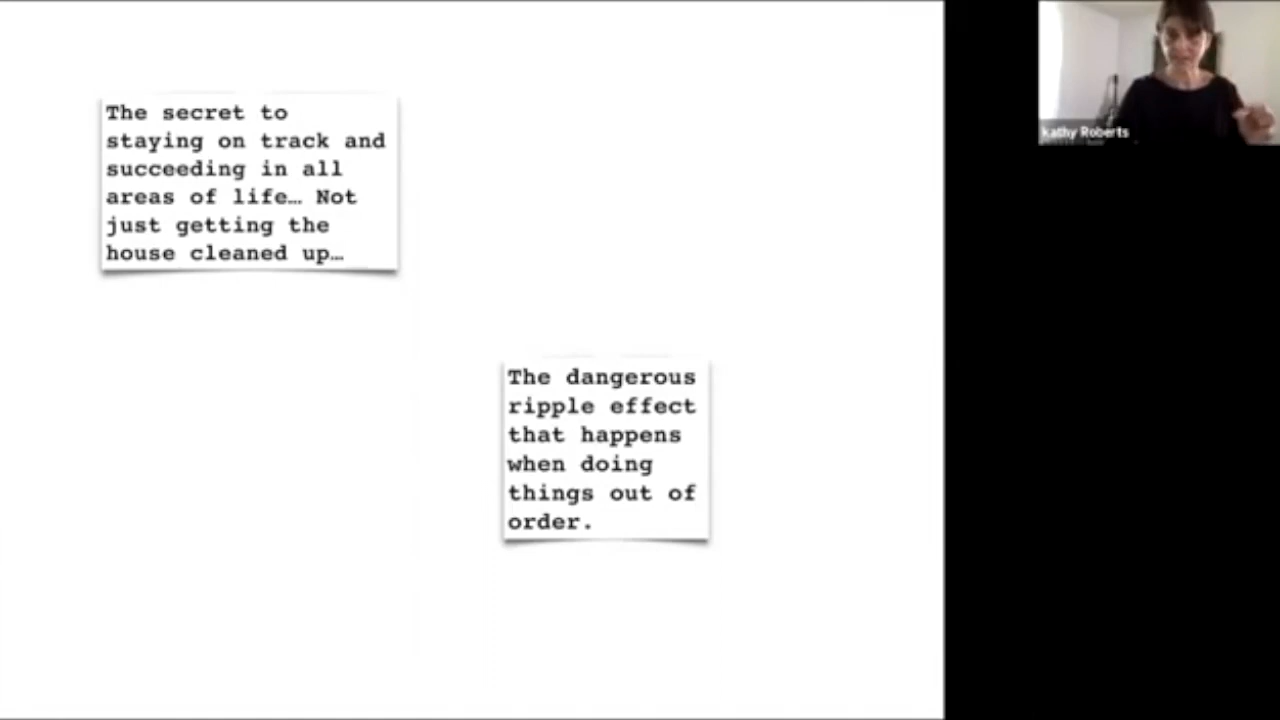 The secret to
staying on track and
succeeding in all
areas of life… Not
just getting the
house cleaned up…
The dangerous
ripple effect
that happens
when doing
things out of
order.
kathy Roberts